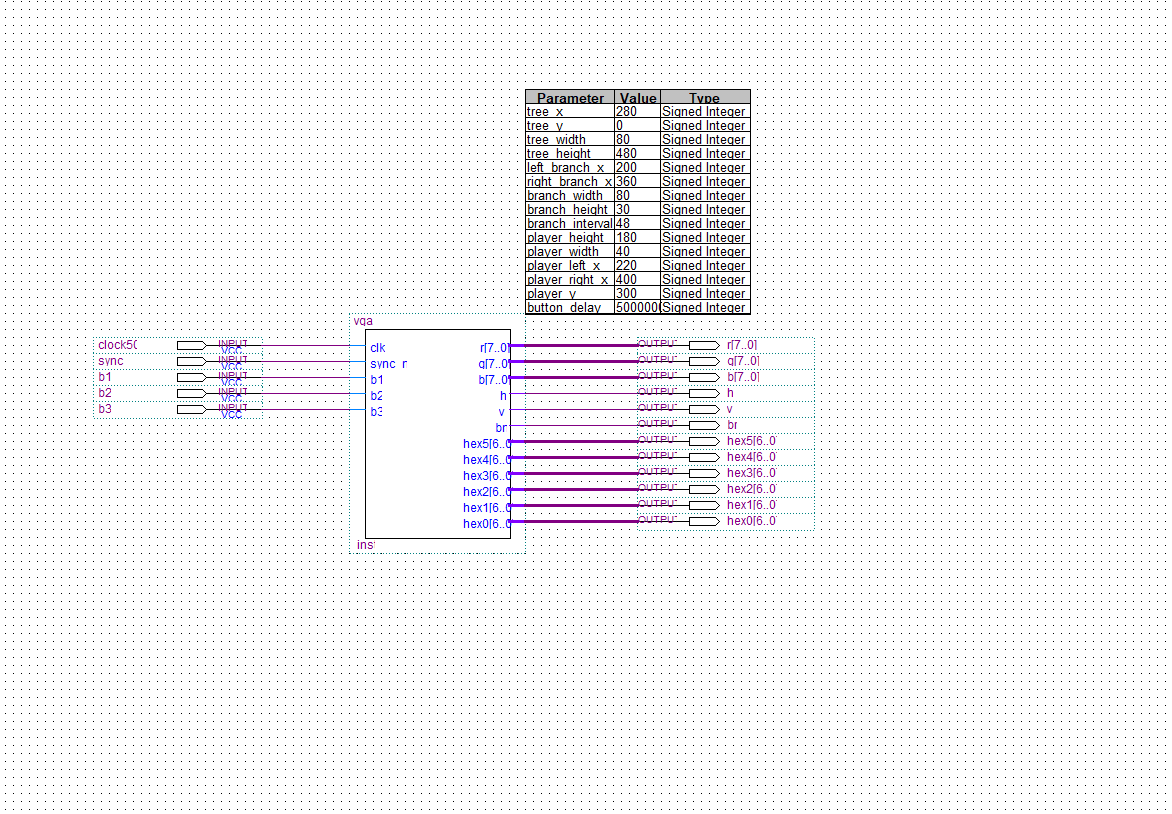 Parameter Value Type
tree_x 280 Signed Integer
tree_y 0 Signed Integer
tree_width 80 Signed Integer
tree_height 480 Signed Integer
left_branch_x 200 Signed Integer
right_branch_x 360 Signed Integer
branch_width 80 Signed Integer
branch_height 30 Signed Integer
branch_interval 48 Signed Integer
player_height 180 Signed Integer
player_width 40 Signed Integer
player_left_x 220 Signed Integer
player_right_x 400 Signed Integer
player_y 300 Signed Integer
button_delay 5000000 Signed Integer
vga
clock50 INPUT VCC clk r[7..0] OUTPUT r[7..0]
sync INPUT VCC sync_n g[7..0] OUTPUT g[7..0]
b1 INPUT VCC b1 b[7..0] OUTPUT b[7..0]
b2 INPUT VCC b2 h OUTPUT h
b3 INPUT VCC b3 v OUTPUT v
br OUTPUT br
hex5[6..0 OUTPUT hex5[6..0
hex4[6..0 OUTPUT hex4[6..0
hex3[6..0 OUTPUT hex3[6..0
hex2[6..0 OUTPUT hex2[6..0
hex1[6..0 OUTPUT hex1[6..0
hex0[6..0 OUTPUT hex0[6..0
ins